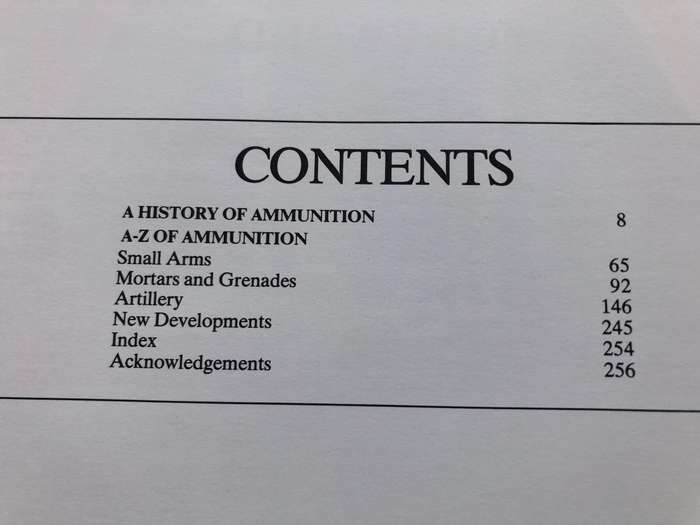 CONTENTS
A HISTORY OF AMMUNITION 8
A-Z OF AMMUNITION
Small Arms 65
Mortars and Grenades 92
Artillery 146
New Developments 245
Index 254
Acknowledgements 256